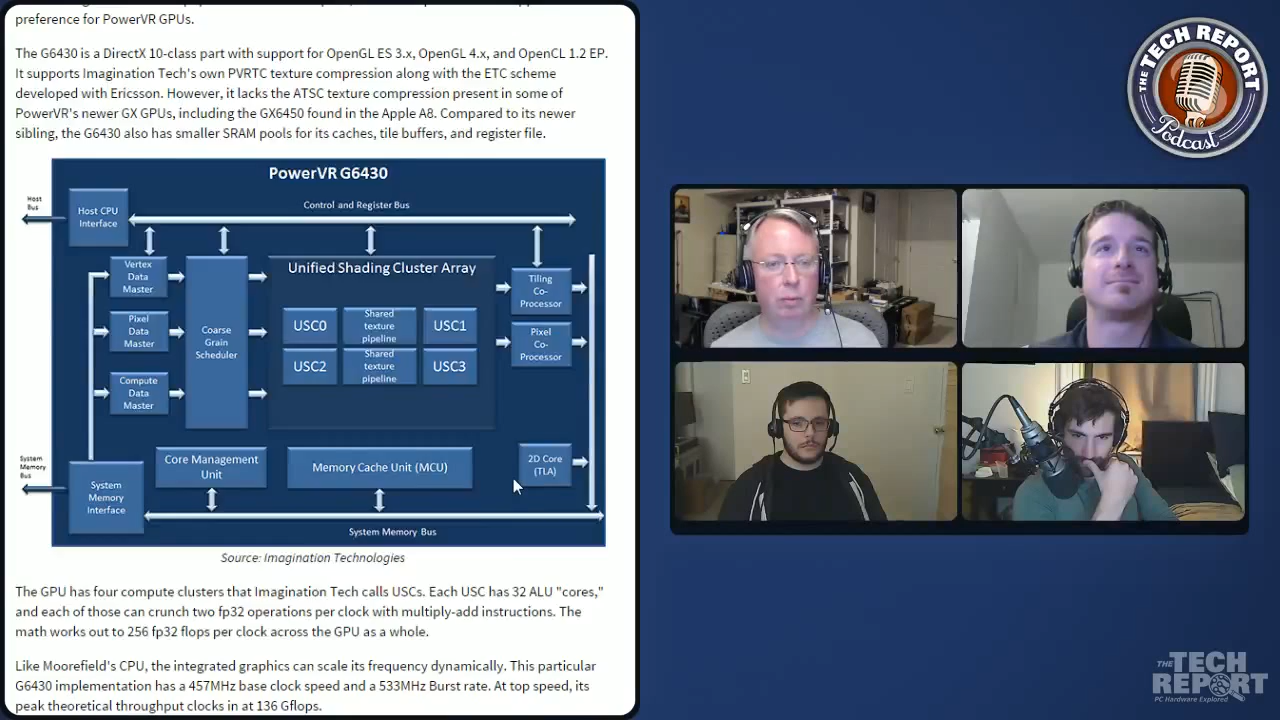 preference for PowerVR GPUs.
The G6430 is a DirectX 10-class part with support for OpenGL ES 3.x, OpenGL 4.x, and OpenCL 1.2 EP.
It supports Imagination Tech's own PVRTC texture compression along with the ETC scheme
developed with Ericsson. However, it lacks the ATSC texture compression present in some of
PowerVR's newer GX GPUs, including the GX6450 found in the Apple A8. Compared to its newer
sibling, the G6430 also has smaller SRAM pools for its caches, tile buffers, and register file.
PowerVR G6430
Host
Bus
Host CPU
Interface
Control and Register Bus
Vertex
Data
Master
Pixel
Data
Master
Compute
Data
Master
Coarse
Grain
Scheduler
Unified Shading Cluster Array
USC0
Shared
texture
pipeline
USC1
USC2
Shared
texture
pipeline
USC3
Tiling
Co-
Processor
Pixel
Co-
Processor
System
Memory
Bus
System
Memory
Interface
Core Management
Unit
Memory Cache Unit (MCU)
2D Core
(TLA)
System Memory Bus
Source: Imagination Technologies
The GPU has four compute clusters that Imagination Tech calls USCs. Each USC has 32 ALU "cores,"
and each of those can crunch two fp32 operations per clock with multiply-add instructions. The
math works out to 256 fp32 flops per clock across the GPU as a whole.
Like Moorefield's CPU, the integrated graphics can scale its frequency dynamically. This particular
G6430 implementation has a 457MHz base clock speed and a 533MHz Burst rate. At top speed, its
peak theoretical throughput clocks in at 136 Gflops.
THE TECH REPORT
Podcast
THE TECH
REPORT
PC Hardware Explored